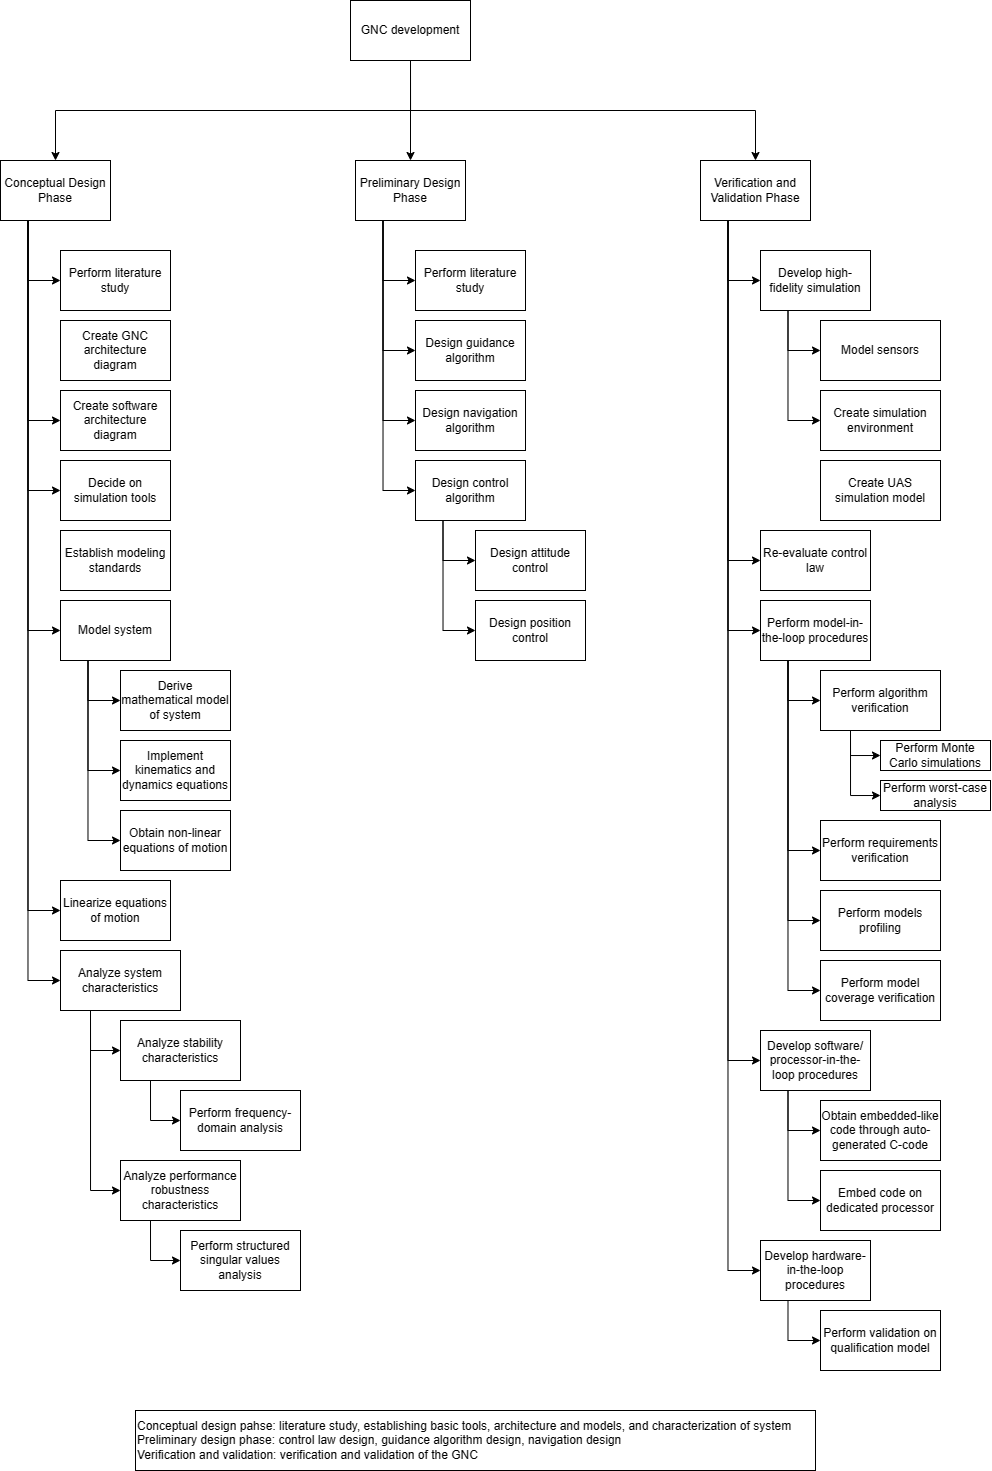 GNC development
Conceptual Design
Phase
Perform literature
study
Create GNC
architecture
diagram
Create software
architecture
diagram
Decide on
simulation tools
Establish modeling
standards
Model system
Derive
mathematical model
of system
Implement
kinematics and
dynamics equations
Obtain non-linear
equations of motion
Linearize equations
of motion
Analyze system
characteristics
Analyze stability
characteristics
Perform frequency-
domain analysis
Analyze performance
robustness
characteristics
Perform structured
singular values
analysis
Preliminary Design
Phase
Perform literature
study
Design guidance
algorithm
Design navigation
algorithm
Design control
algorithm
Design attitude
control
Design position
control
Verification and
Validation Phase
Develop high-
fidelity simulation
Model sensors
Create simulation
environment
Create UAS
simulation model
Re-evaluate control
law
Perform model-in-
the-loop procedures
Perform algorithm
verification
Perform Monte
Carlo simulations
Perform worst-case
analysis
Perform requirements
verification
Perform models
profiling
Perform model
coverage verification
Develop software/
processor-in-the-
loop procedures
Obtain embedded-like
code through auto-
generated C-code
Embed code on
dedicated processor
Develop hardware-
in-the-loop
procedures
Perform validation on
qualification model
Conceptual design pahse: literature study, establishing basic tools, architecture and models, and characterization of system
Preliminary design phase: control law design, guidance algorithm design, navigation design
Verification and validation: verification and validation of the GNC